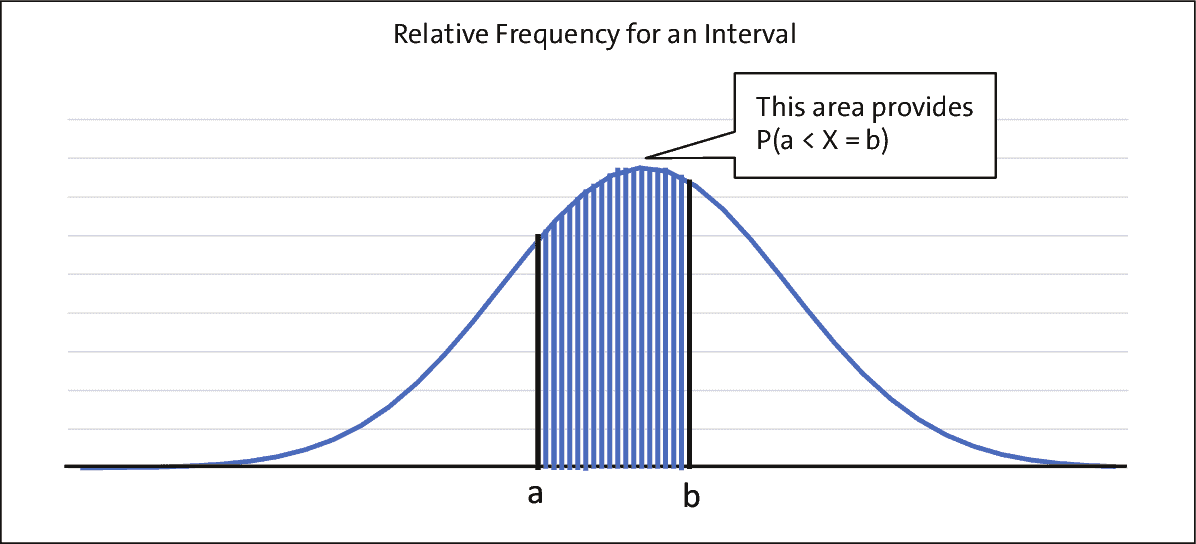 Relative Frequency for an Interval
This area provides
P(a < X = b)
a
b